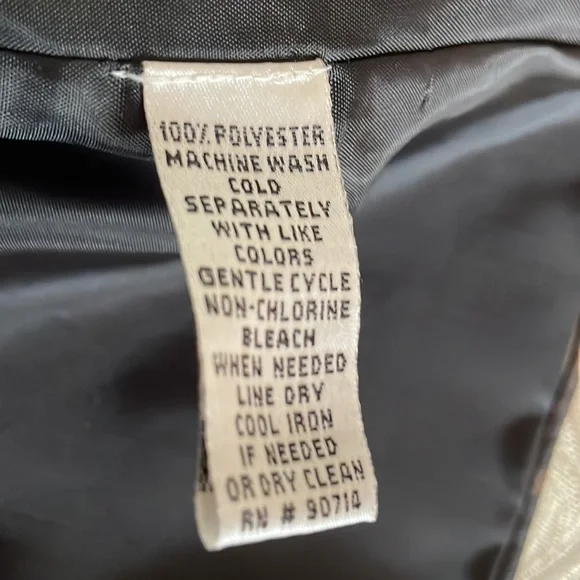 100% POLYESTER
MACHINE WASH
COLD
SEPARATELY
WITH LIKE
COLORS
GENTLE CYCLE
NON-CHLORINE
BLEACH
WHEN NEEDED
LINE DRY
COOL IRON
IF NEEDED
OR DRY CLEAN
RN # 90714